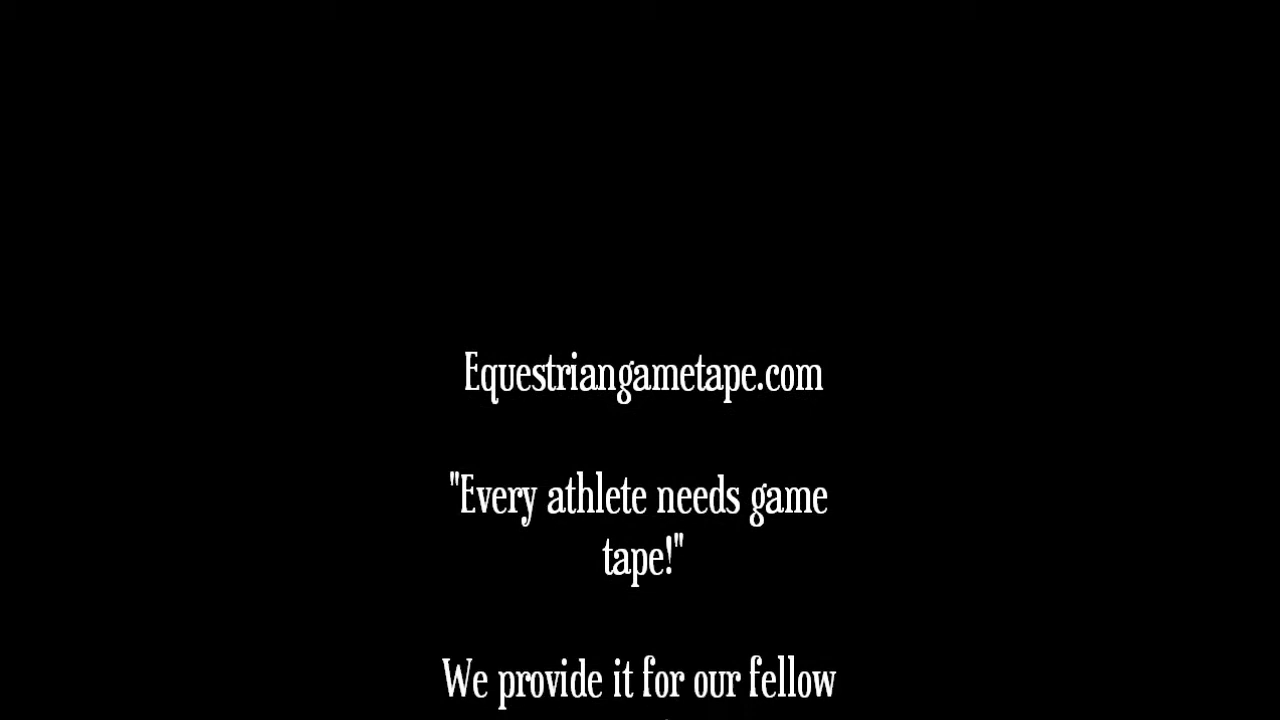 Equestriangametape.com
"Every athlete needs game
tape!"
We provide it for our fellow